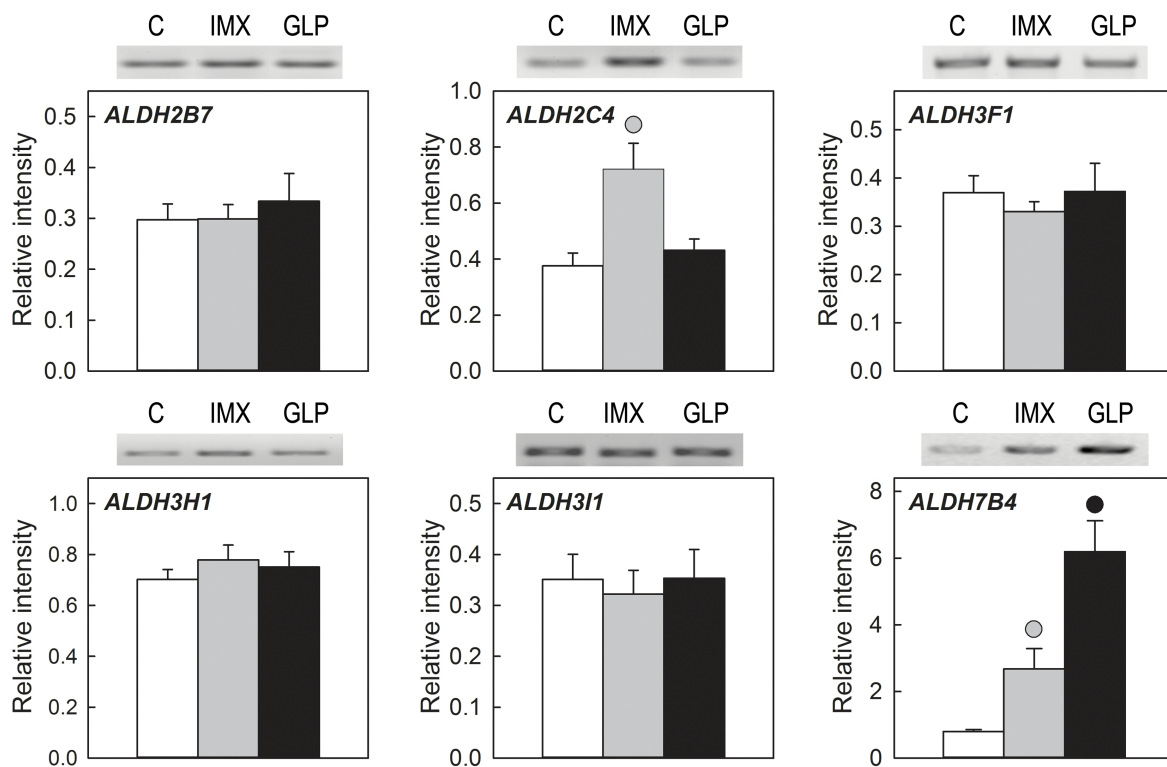 C IMX GLP
ALDH2B7
Relative intensity
0.5
0.4
0.3
0.2
0.1
0.0
C IMX GLP
ALDH2C4
Relative intensity
1.0
0.8
0.6
0.4
0.2
0.0
C IMX GLP
ALDH3F1
Relative intensity
0.5
0.4
0.3
0.2
0.1
0.0
C IMX GLP
ALDH3H1
Relative intensity
1.0
0.8
0.6
0.4
0.2
0.0
C IMX GLP
ALDH3I1
Relative intensity
0.5
0.4
0.3
0.2
0.1
0.0
C IMX GLP
ALDH7B4
Relative intensity
8
6
4
2
0